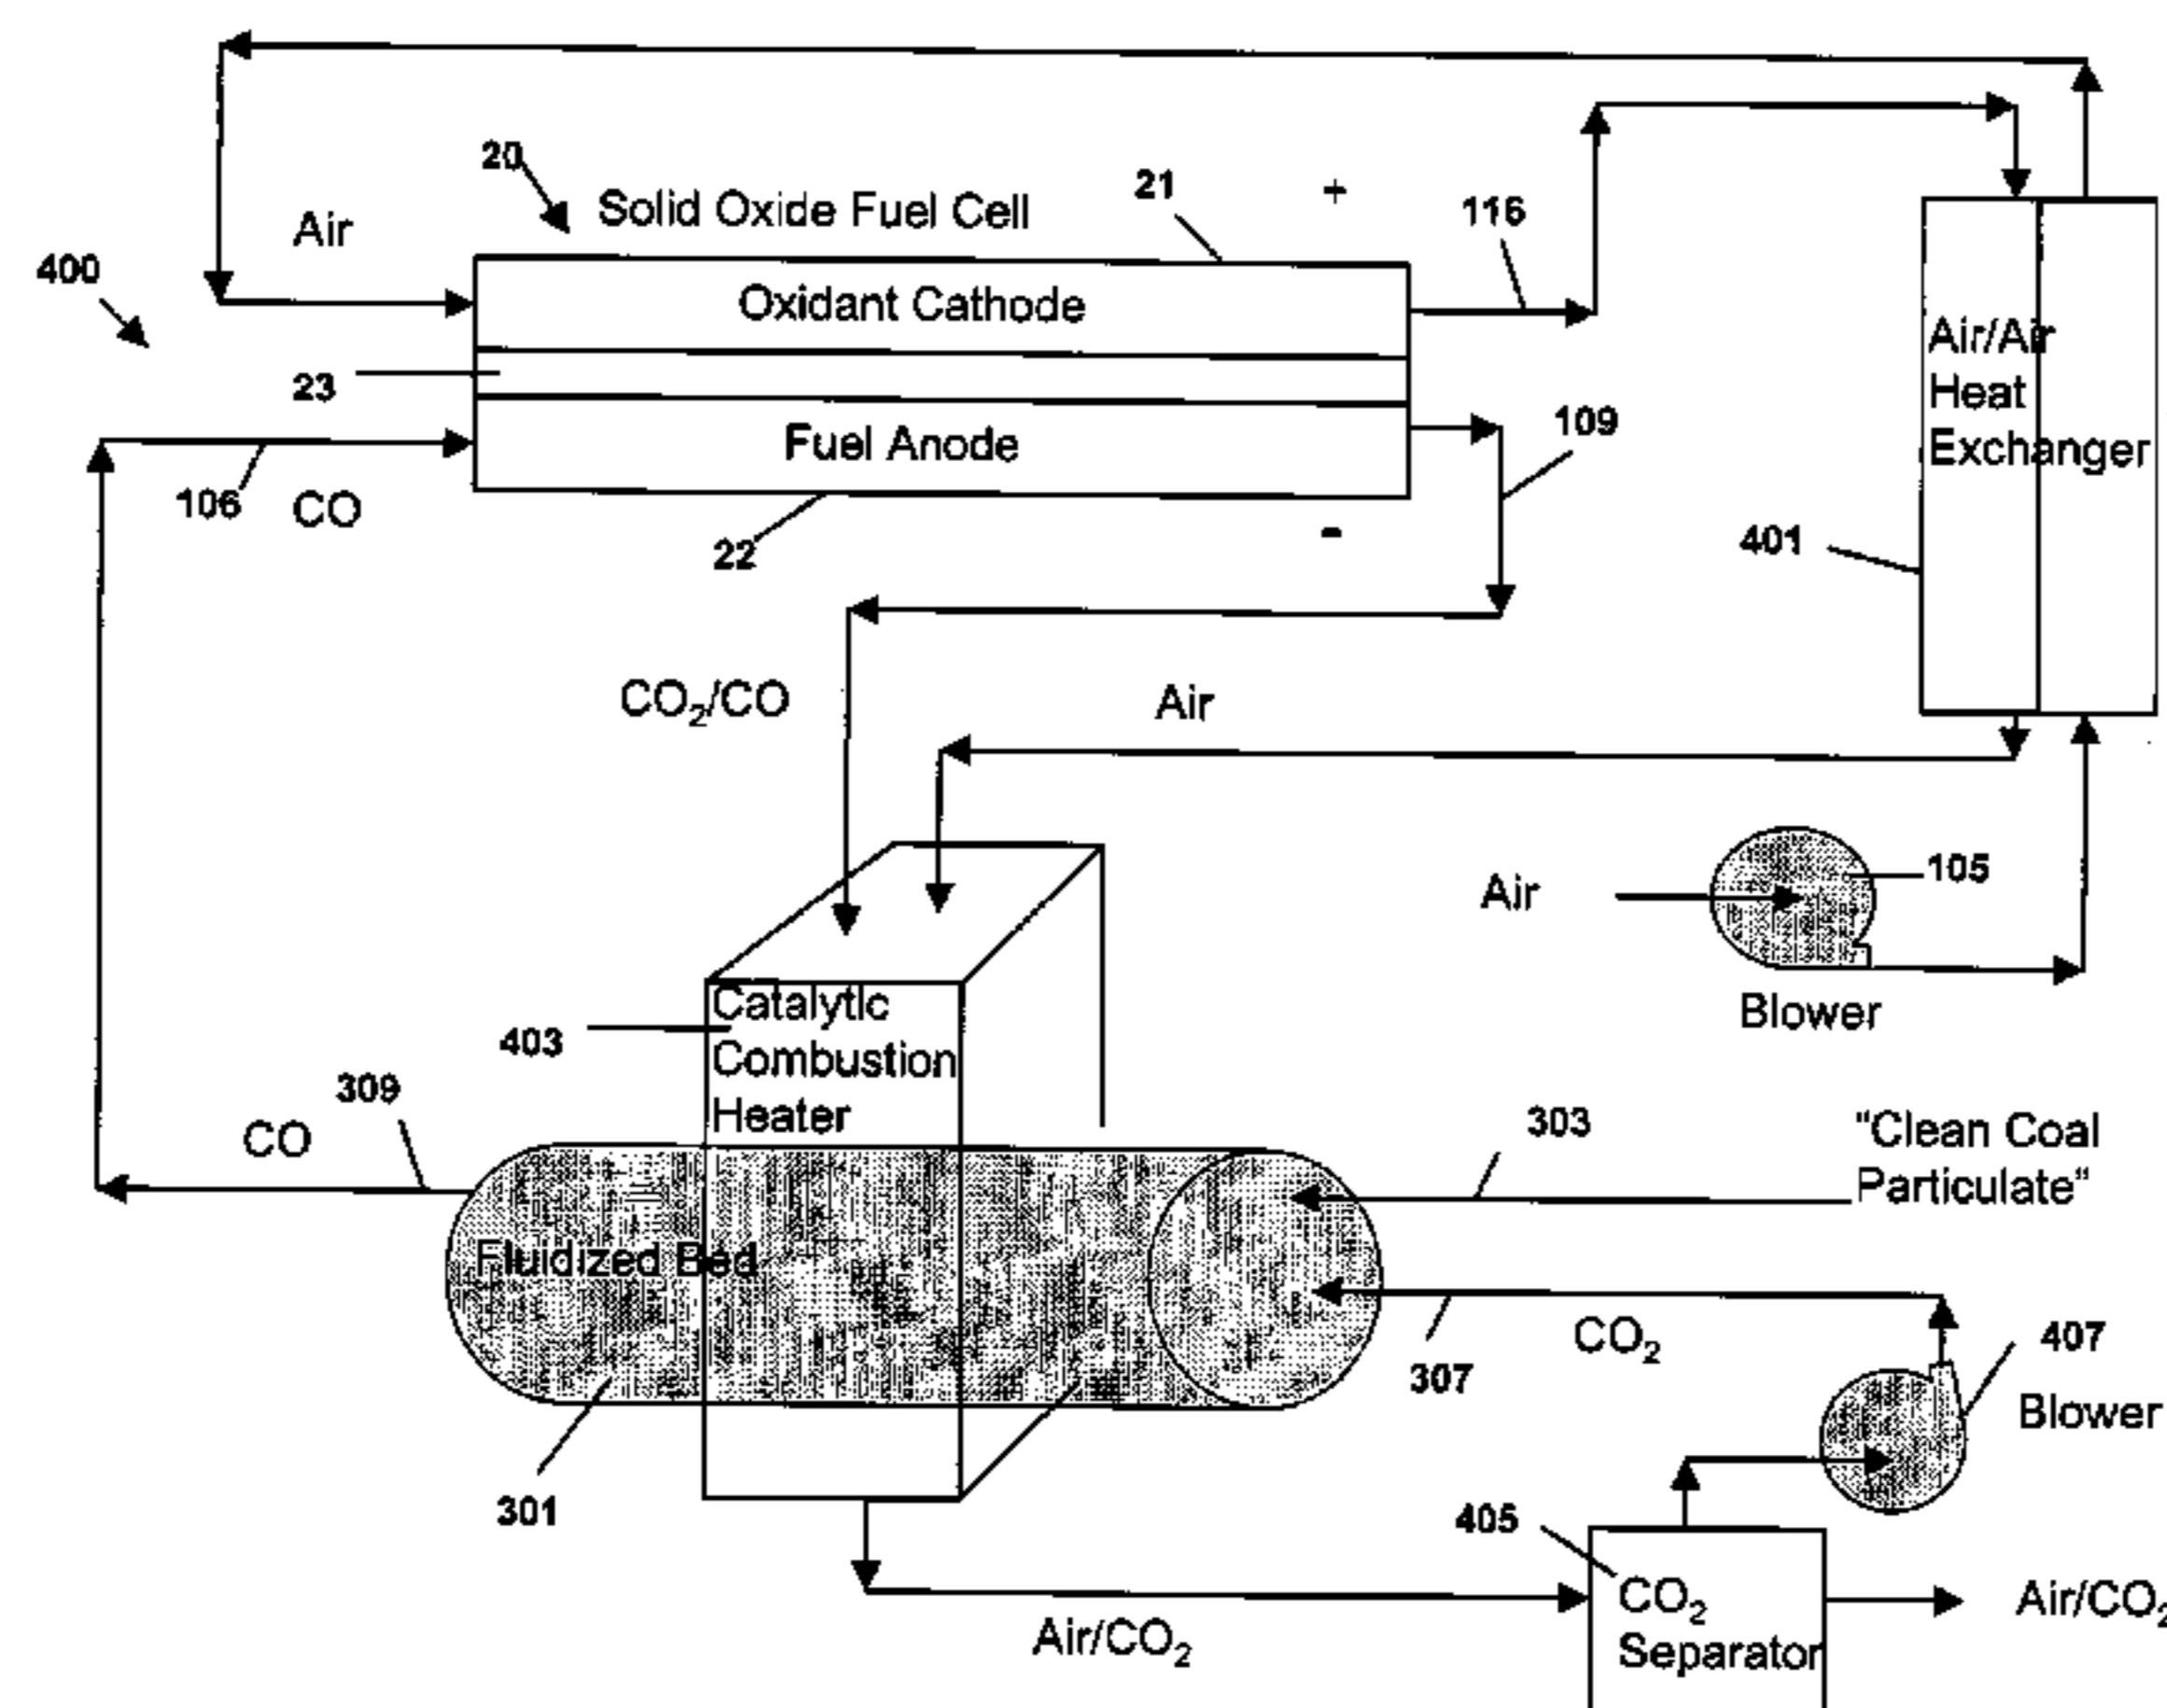 20
Solid Oxide Fuel Cell
21
+
116
Air
400
Oxidant Cathode
Air/Air
Heat
Exchanger
23
Fuel Anode
109
106
CO
22
-
401
CO₂/CO
Air
Air
105
Blower
Catalytic
Combustion
Heater
403
309
CO
303
"Clean Coal
Particulate"
Fluidized Bed
CO₂
307
407
Blower
301
405
CO₂
Separator
Air/CO₂
Air/CO₂